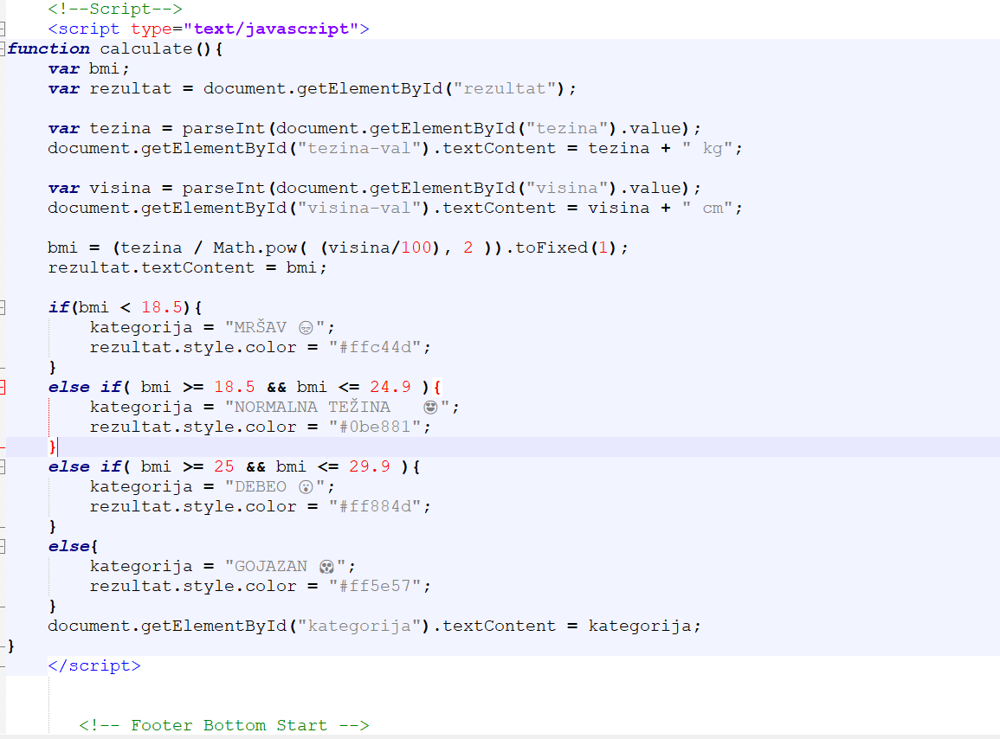 <!--Script-->
<script type="text/javascript">
function calculate(){
    var bmi;
    var rezultat = document.getElementById("rezultat");

    var tezina = parseInt(document.getElementById("tezina").value);
    document.getElementById("tezina-val").textContent = tezina + " kg";

    var visina = parseInt(document.getElementById("visina").value);
    document.getElementById("visina-val").textContent = visina + " cm";

    bmi = (tezina / Math.pow( (visina/100), 2 )).toFixed(1);
    rezultat.textContent = bmi;

    if(bmi < 18.5){
        kategorija = "MRŠAV 😒";
        rezultat.style.color = "#ffc44d";
    }
    else if( bmi >= 18.5 && bmi <= 24.9 ){
        kategorija = "NORMALNA TEŽINA   😍";
        rezultat.style.color = "#0be881";
    }
    else if( bmi >= 25 && bmi <= 29.9 ){
        kategorija = "DEBEO 😮";
        rezultat.style.color = "#ff884d";
    }
    else{
        kategorija = "GOJAZAN 😱";
        rezultat.style.color = "#ff5e57";
    }
    document.getElementById("kategorija").textContent = kategorija;
}
    </script>

<!-- Footer Bottom Start -->